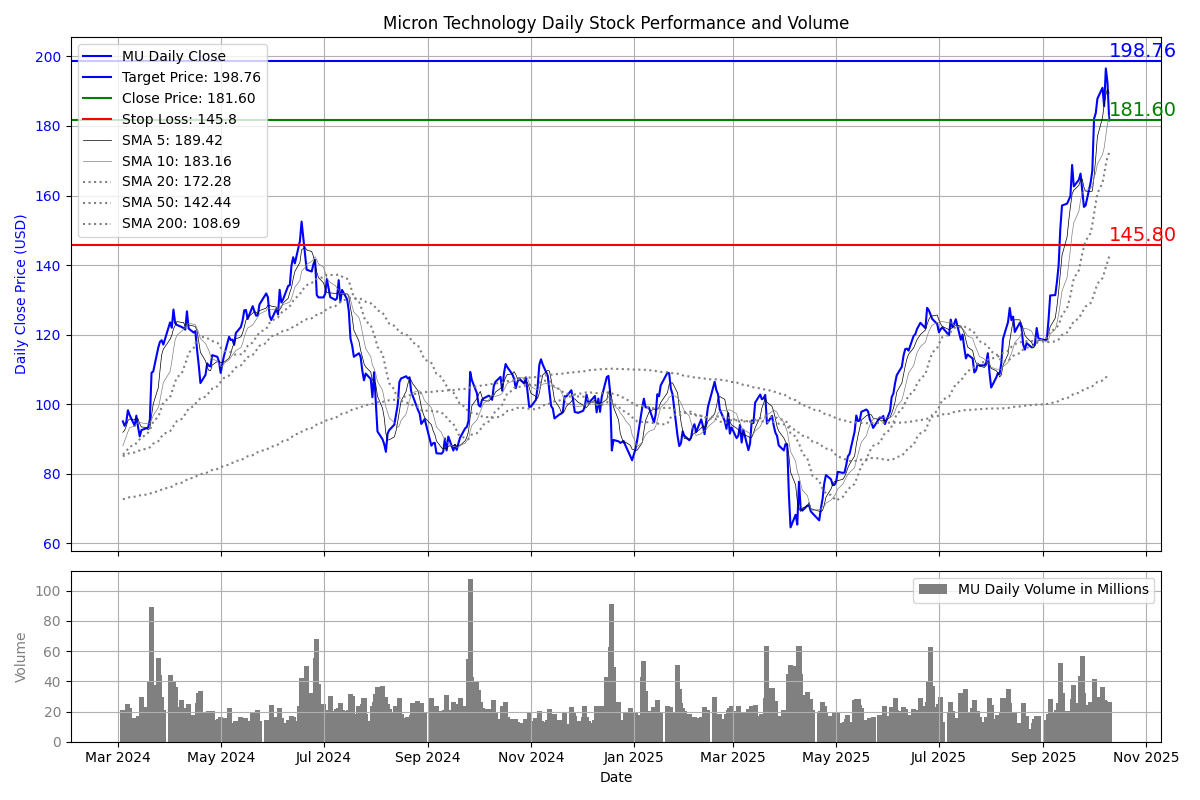 Micron Technology Daily Stock Performance and Volume
MU Daily Close
Target Price: 198.76
Close Price: 181.60
Stop Loss: 145.8
SMA 5: 189.42
SMA 10: 183.16
SMA 20: 172.28
SMA 50: 142.44
SMA 200: 108.69
198.76
181.60
145.80
Daily Close Price (USD)
200
180
160
140
120
100
80
60
MU Daily Volume in Millions
Volume
100
80
60
40
20
0
Mar 2024 May 2024 Jul 2024 Sep 2024 Nov 2024 Jan 2025 Mar 2025 May 2025 Jul 2025 Sep 2025 Nov 2025
Date